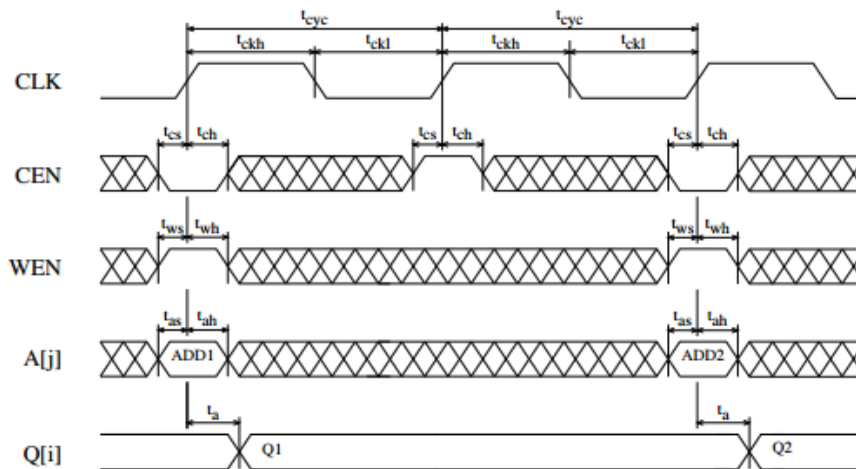 tcyc tcyc
tckh tckl tckh tckl
CLK
tcs tch tcs tch tcs tch
CEN
tws twh tws twh
WEN
tas tah tas tah
A[j] ADD1 ADD2
ta ta
Q[i] Q1 Q2